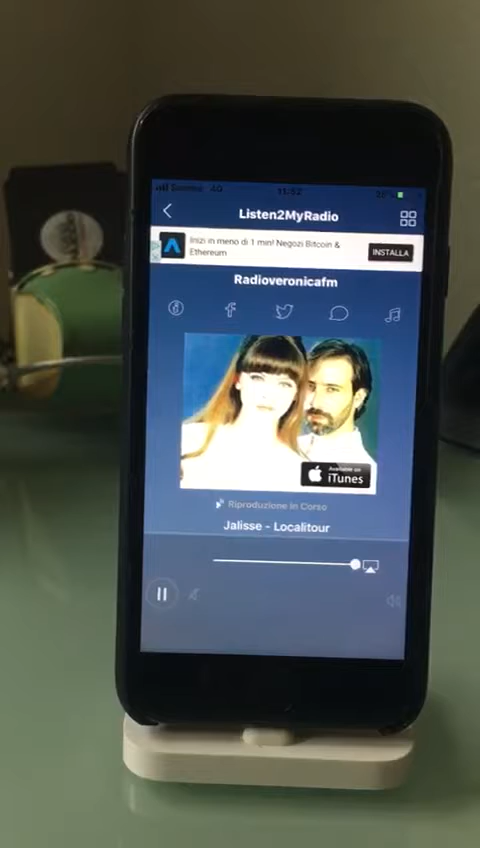 4G 11:52
Listen2MyRadio
Inizi in meno di 1 min! Negozi Bitcoin &
Ethereum
INSTALLA
Radioveronicafm
Available on
iTunes
Riproduzione In Corso
Jalisse - Localitour